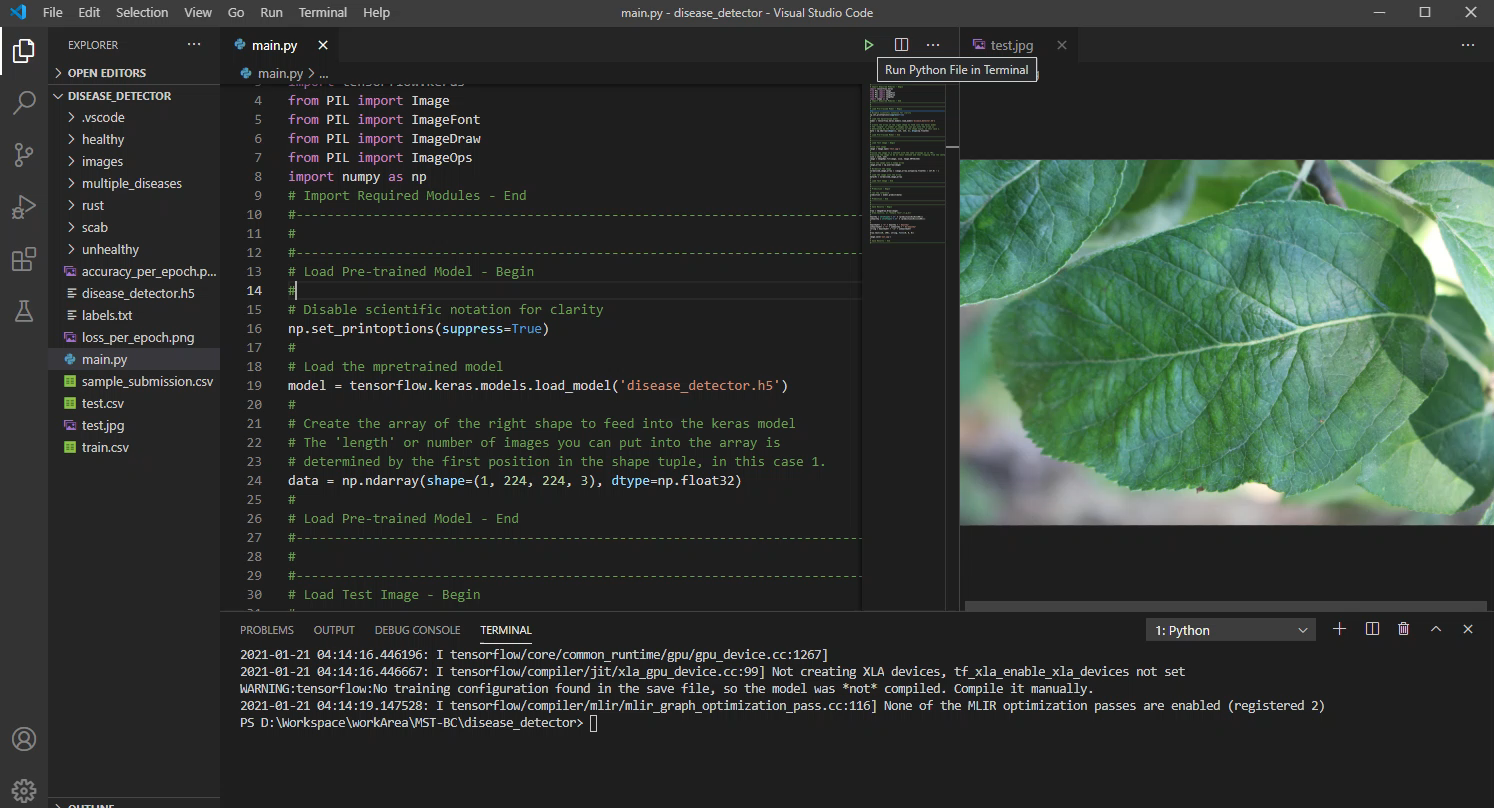 File Edit Selection View Go Run Terminal Help
main.py - disease_detector - Visual Studio Code
EXPLORER
OPEN EDITORS
DISEASE_DETECTOR
.vscode
healthy
images
multiple_diseases
rust
scab
unhealthy
accuracy_per_epoch.p...
disease_detector.h5
labels.txt
loss_per_epoch.png
main.py
sample_submission.csv
test.csv
test.jpg
train.csv
OUTLINE
main.py
test.jpg
main.py > ...
Run Python File in Terminal
3 import tensorflow.keras
4 from PIL import Image
5 from PIL import ImageFont
6 from PIL import ImageDraw
7 from PIL import ImageOps
8 import numpy as np
9 # Import Required Modules - End
10 #--------------------------------------------------------------------------
11 #
12 #--------------------------------------------------------------------------
13 # Load Pre-trained Model - Begin
14 #
15 # Disable scientific notation for clarity
16 np.set_printoptions(suppress=True)
17 #
18 # Load the mpretrained model
19 model = tensorflow.keras.models.load_model('disease_detector.h5')
20 #
21 # Create the array of the right shape to feed into the keras model
22 # The 'length' or number of images you can put into the array is
23 # determined by the first position in the shape tuple, in this case 1.
24 data = np.ndarray(shape=(1, 224, 224, 3), dtype=np.float32)
25 #
26 # Load Pre-trained Model - End
27 #--------------------------------------------------------------------------
28 #
29 #--------------------------------------------------------------------------
30 # Load Test Image - Begin
PROBLEMS OUTPUT DEBUG CONSOLE TERMINAL
1: Python
2021-01-21 04:14:16.446196: I tensorflow/core/common_runtime/gpu/gpu_device.cc:1267]
2021-01-21 04:14:16.446667: I tensorflow/compiler/jit/xla_gpu_device.cc:99] Not creating XLA devices, tf_xla_enable_xla_devices not set
WARNING:tensorflow:No training configuration found in the save file, so the model was *not* compiled. Compile it manually.
2021-01-21 04:14:19.147528: I tensorflow/compiler/mlir/mlir_graph_optimization_pass.cc:116] None of the MLIR optimization passes are enabled (registered 2)
PS D:\Workspace\workArea\MST-BC\disease_detector>